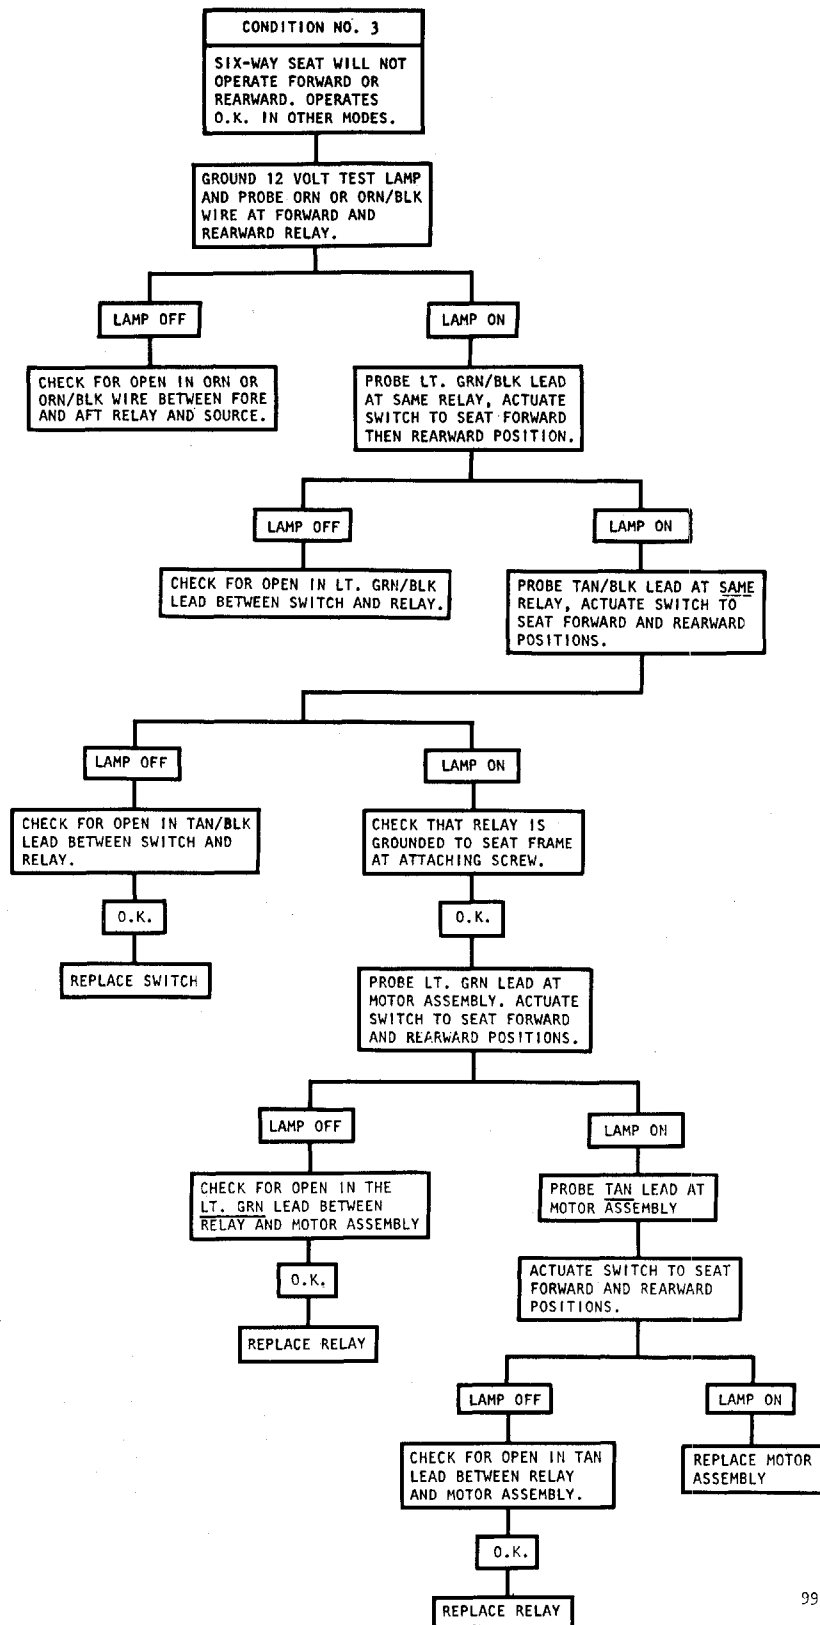 CONDITION NO. 3
SIX-WAY SEAT WILL NOT
OPERATE FORWARD OR
REARWARD. OPERATES
O.K. IN OTHER MODES.
GROUND 12 VOLT TEST LAMP
AND PROBE ORN OR ORN/BLK
WIRE AT FORWARD AND
REARWARD RELAY.
LAMP OFF
LAMP ON
CHECK FOR OPEN IN ORN OR
ORN/BLK WIRE BETWEEN FORE
AND AFT RELAY AND SOURCE.
PROBE LT. GRN/BLK LEAD
AT SAME RELAY, ACTUATE
SWITCH TO SEAT FORWARD
THEN REARWARD POSITION.
LAMP OFF
LAMP ON
CHECK FOR OPEN IN LT. GRN/BLK
LEAD BETWEEN SWITCH AND RELAY.
PROBE TAN/BLK LEAD AT SAME
RELAY, ACTUATE SWITCH TO
SEAT FORWARD AND REARWARD
POSITIONS.
LAMP OFF
LAMP ON
CHECK FOR OPEN IN TAN/BLK
LEAD BETWEEN SWITCH AND
RELAY.
CHECK THAT RELAY IS
GROUNDED TO SEAT FRAME
AT ATTACHING SCREW.
O.K.
O.K.
REPLACE SWITCH
PROBE LT. GRN LEAD AT
MOTOR ASSEMBLY. ACTUATE
SWITCH TO SEAT FORWARD
AND REARWARD POSITIONS.
LAMP OFF
LAMP ON
CHECK FOR OPEN IN THE
LT. GRN LEAD BETWEEN
RELAY AND MOTOR ASSEMBLY
PROBE TAN LEAD AT
MOTOR ASSEMBLY
O.K.
ACTUATE SWITCH TO SEAT
FORWARD AND REARWARD
POSITIONS.
REPLACE RELAY
LAMP OFF
LAMP ON
CHECK FOR OPEN IN TAN
LEAD BETWEEN RELAY
AND MOTOR ASSEMBLY.
REPLACE MOTOR
ASSEMBLY
O.K.
REPLACE RELAY
99